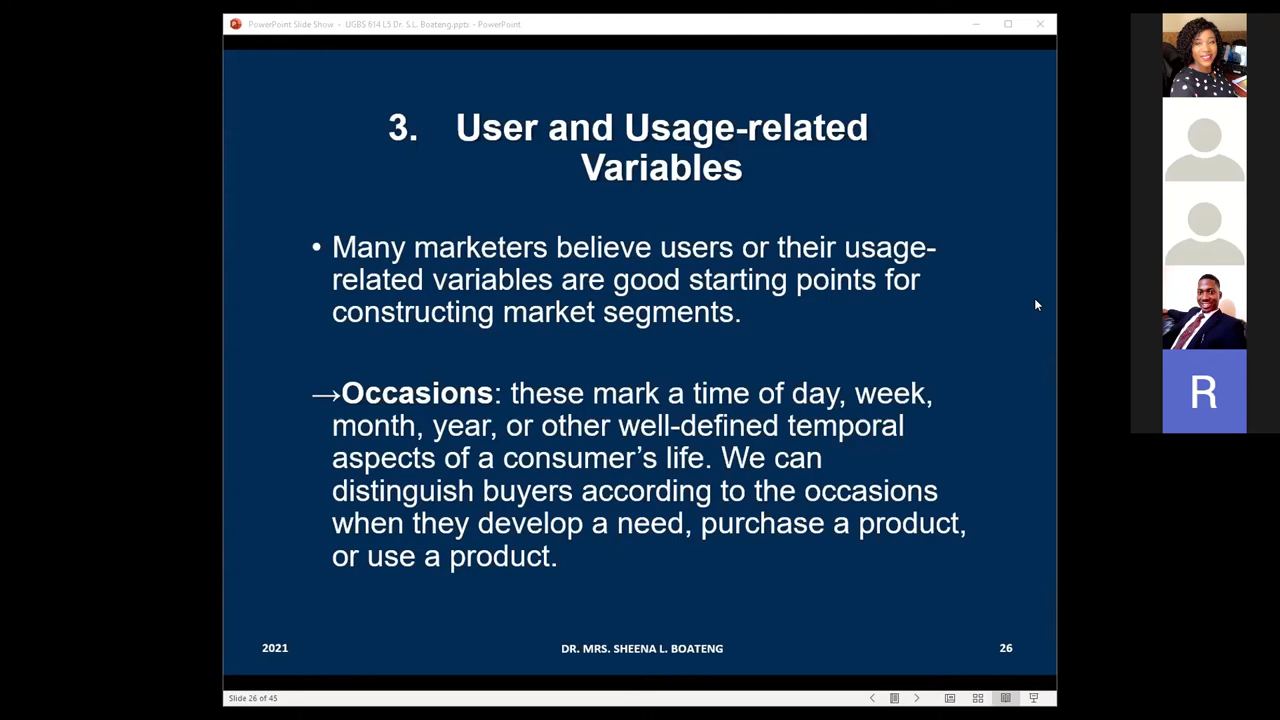 PowerPoint Slide Show - UGBS 614 L5 Dr. S.L. Boateng.pptx - PowerPoint
3. User and Usage-related
Variables
• Many marketers believe users or their usage-
related variables are good starting points for
constructing market segments.
→Occasions: these mark a time of day, week,
month, year, or other well-defined temporal
aspects of a consumer’s life. We can
distinguish buyers according to the occasions
when they develop a need, purchase a product,
or use a product.
2021
DR. MRS. SHEENA L. BOATENG
26
Slide 26 of 45
R